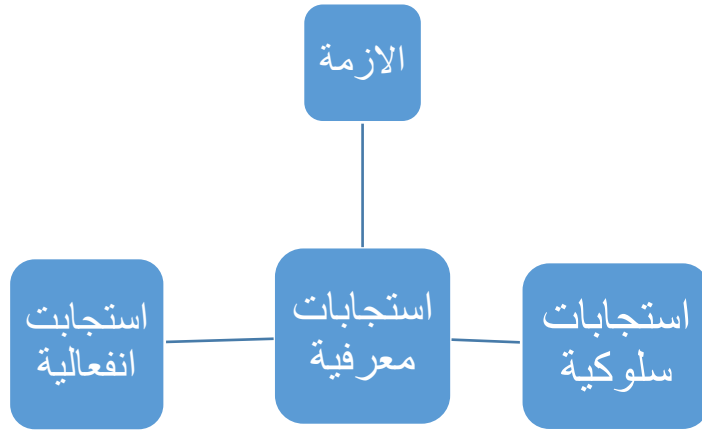 الازمة
استجابات
سلوكية
استجابات
معرفية
استجابت
انفعالية